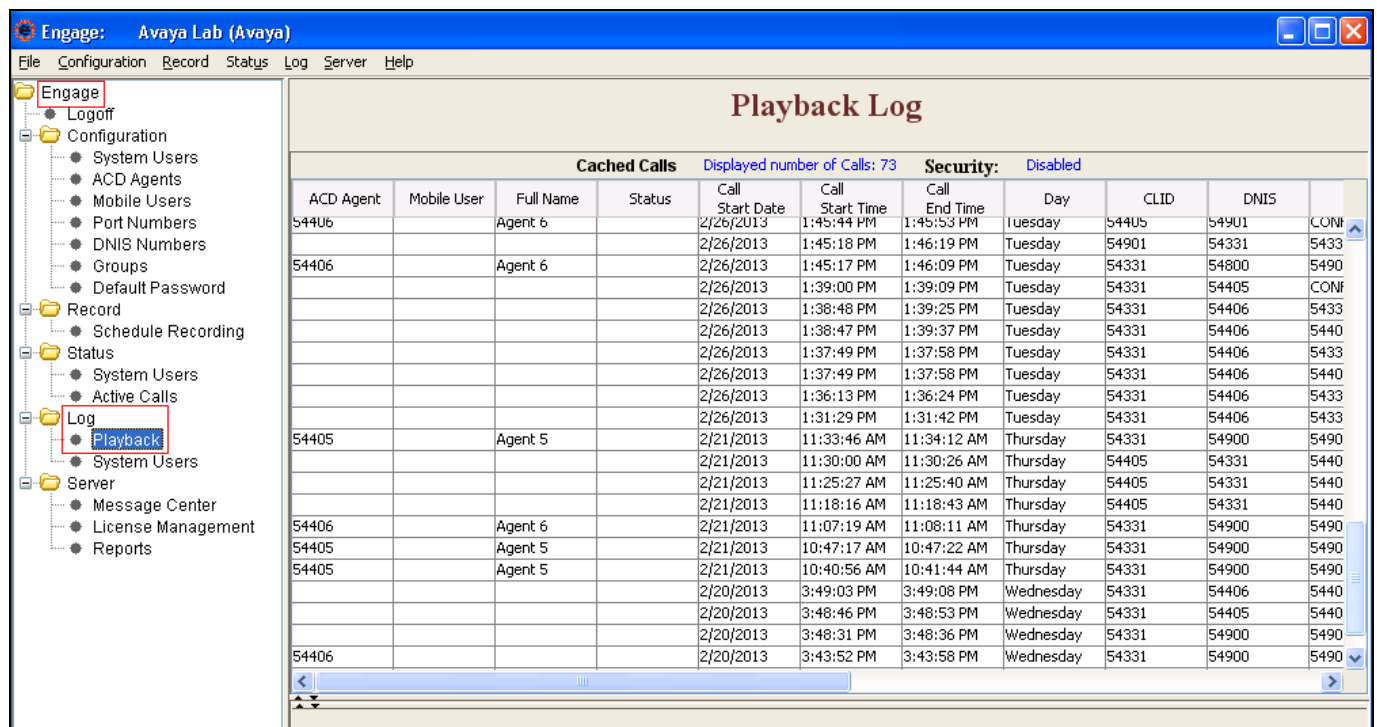 Engage: Avaya Lab (Avaya)
File Configuration Record Status Log Server Help
Engage
Logoff
Configuration
System Users
ACD Agents
Mobile Users
Port Numbers
DNIS Numbers
Groups
Default Password
Record
Schedule Recording
Status
System Users
Active Calls
Log
Playback
System Users
Server
Message Center
License Management
Reports
Playback Log
Cached Calls Displayed number of Calls: 73 Security: Disabled
ACD Agent Mobile User Full Name Status Call Start Date Call Start Time Call End Time Day CLID DNIS
54406 Agent 6 2/26/2013 1:45:44 PM 1:45:53 PM Tuesday 54405 54901 CONF
2/26/2013 1:45:18 PM 1:46:19 PM Tuesday 54901 54331 5433
54406 Agent 6 2/26/2013 1:45:17 PM 1:46:09 PM Tuesday 54331 54800 5490
2/26/2013 1:39:00 PM 1:39:09 PM Tuesday 54331 54405 CONF
2/26/2013 1:38:48 PM 1:39:25 PM Tuesday 54331 54406 5433
2/26/2013 1:38:47 PM 1:39:37 PM Tuesday 54331 54406 5440
2/26/2013 1:37:49 PM 1:37:58 PM Tuesday 54331 54406 5433
2/26/2013 1:37:49 PM 1:37:58 PM Tuesday 54331 54406 5440
2/26/2013 1:36:13 PM 1:36:24 PM Tuesday 54331 54406 5433
2/26/2013 1:31:29 PM 1:31:42 PM Tuesday 54331 54406 5433
54405 Agent 5 2/21/2013 11:33:46 AM 11:34:12 AM Thursday 54331 54900 5490
2/21/2013 11:30:00 AM 11:30:26 AM Thursday 54405 54331 5440
2/21/2013 11:25:27 AM 11:25:40 AM Thursday 54405 54331 5440
2/21/2013 11:18:16 AM 11:18:43 AM Thursday 54405 54331 5440
54406 Agent 6 2/21/2013 11:07:19 AM 11:08:11 AM Thursday 54331 54900 5490
54405 Agent 5 2/21/2013 10:47:17 AM 10:47:22 AM Thursday 54331 54900 5490
54405 Agent 5 2/21/2013 10:40:56 AM 10:41:44 AM Thursday 54331 54900 5490
2/20/2013 3:49:03 PM 3:49:08 PM Wednesday 54331 54406 5440
2/20/2013 3:48:46 PM 3:48:53 PM Wednesday 54331 54405 5440
2/20/2013 3:48:31 PM 3:48:36 PM Wednesday 54331 54900 5490
54406 2/20/2013 3:43:52 PM 3:43:58 PM Wednesday 54331 54900 5490